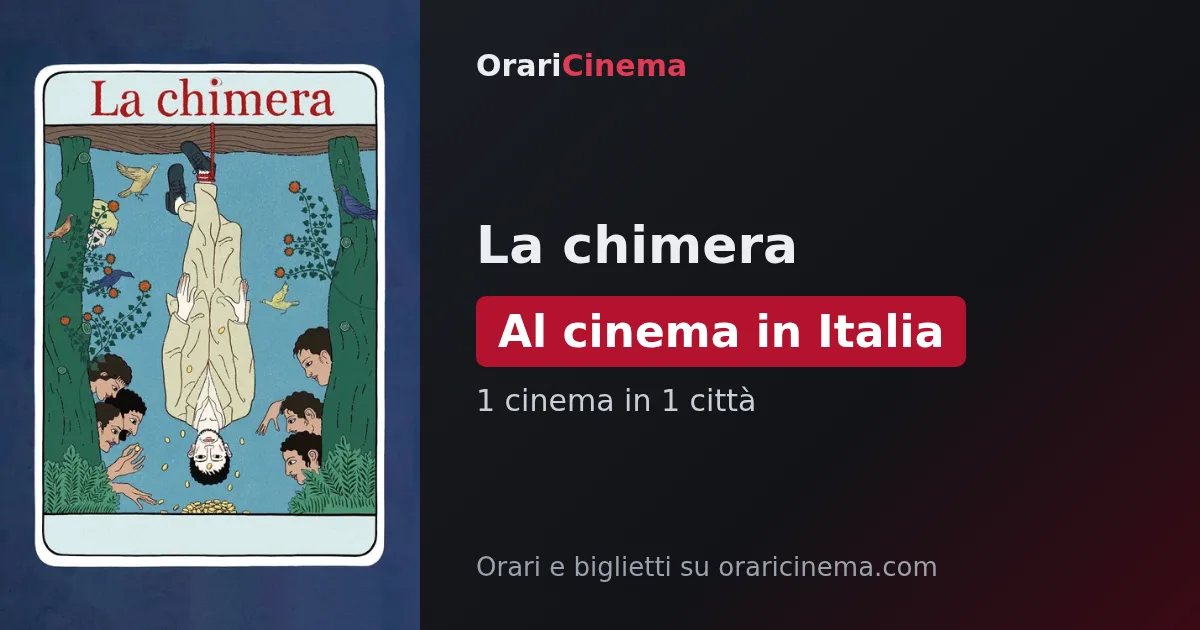 La chimera
OrariCinema
La chimera
Al cinema in Italia
1 cinema in 1 città
Orari e biglietti su oraricinema.com